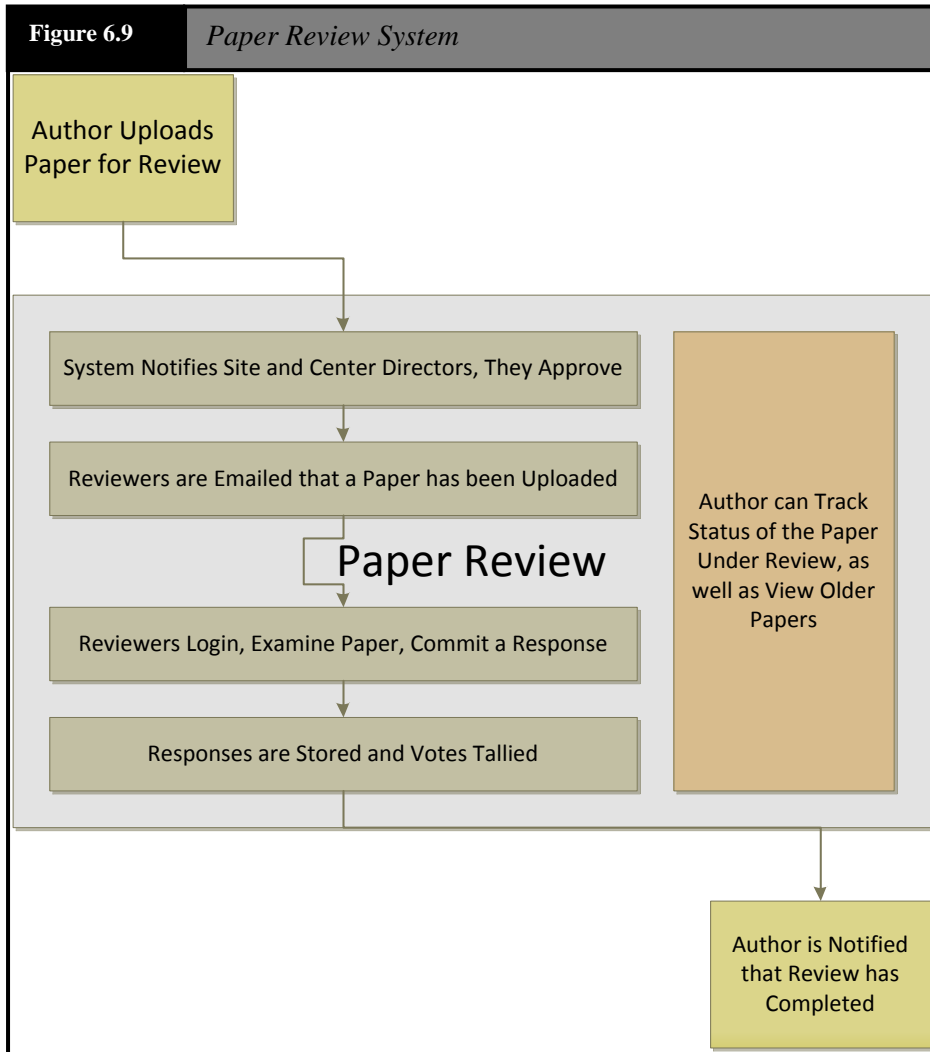 Figure 6.9
Paper Review System
Author Uploads
Paper for Review
System Notifies Site and Center Directors, They Approve
Reviewers are Emailed that a Paper has been Uploaded
Paper Review
Reviewers Login, Examine Paper, Commit a Response
Responses are Stored and Votes Tallied
Author can Track
Status of the Paper
Under Review, as
well as View Older
Papers
Author is Notified
that Review has
Completed